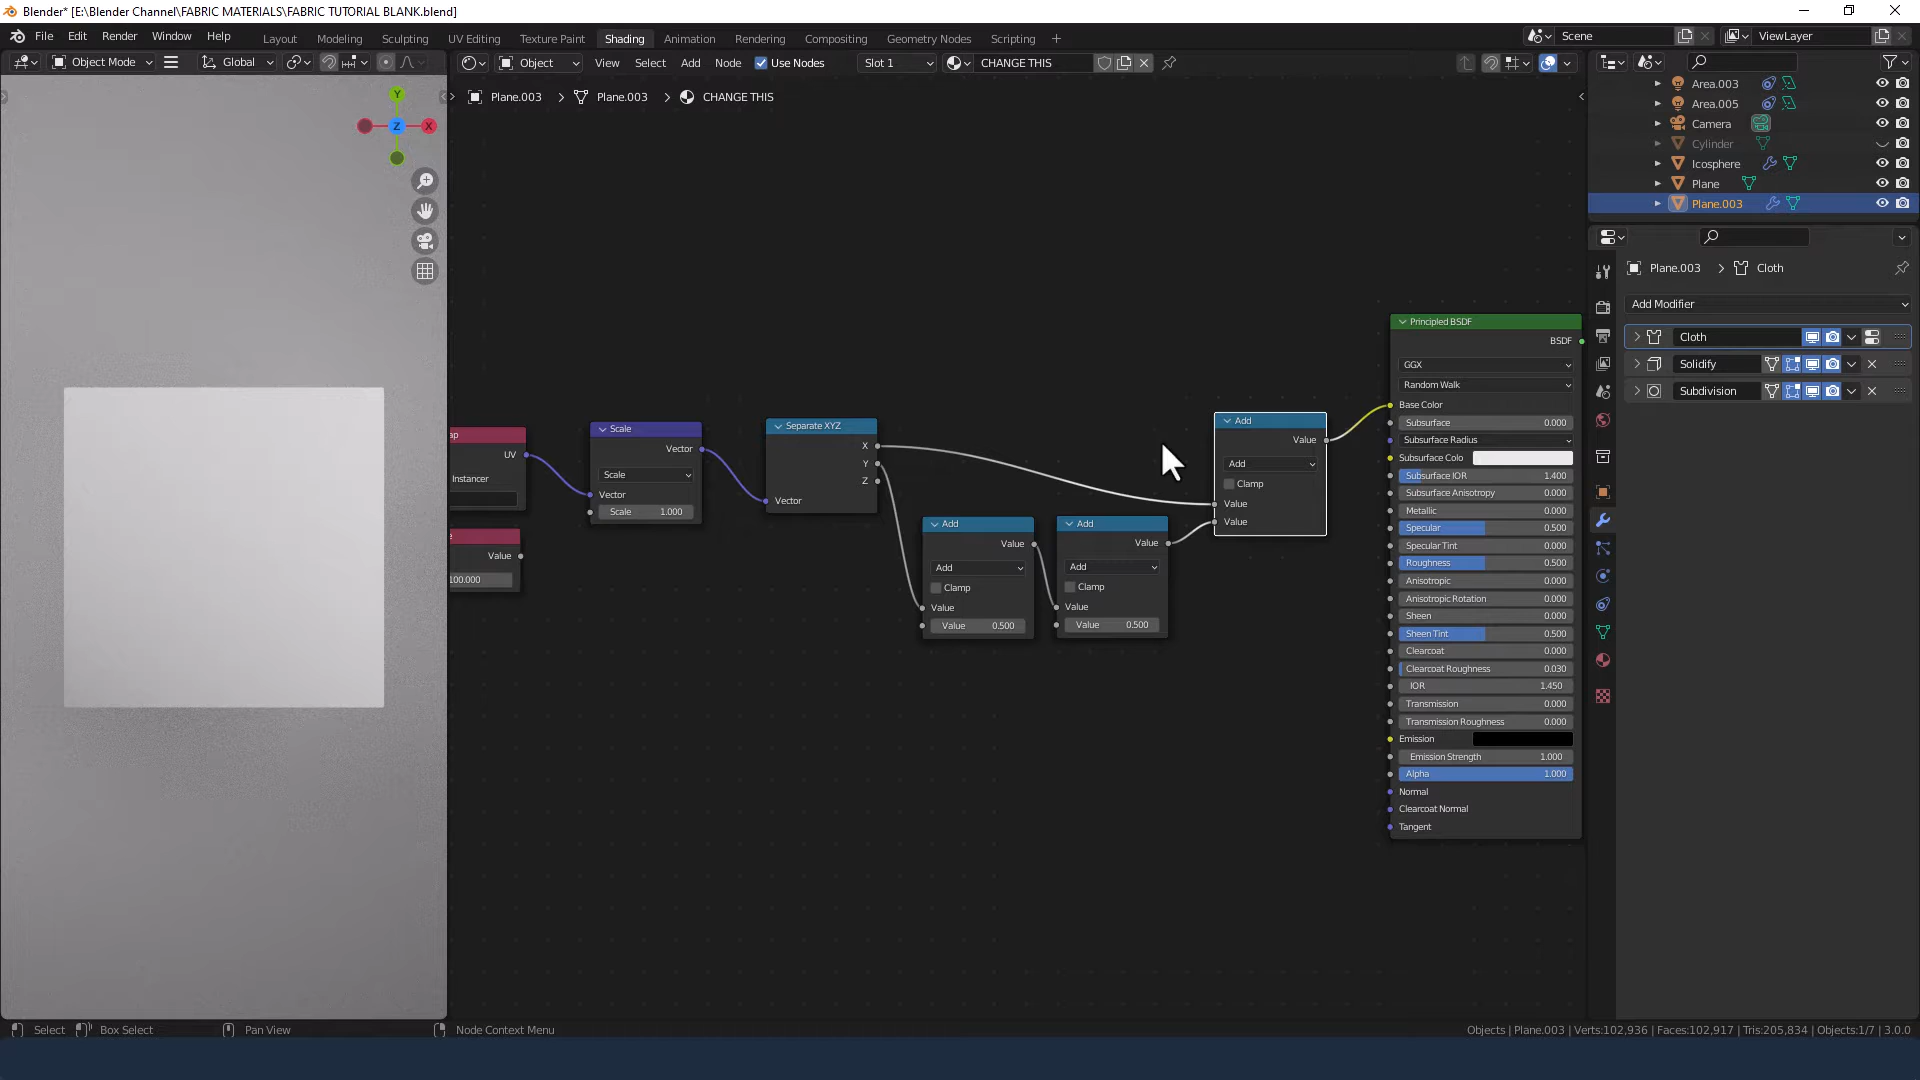 Blender* [E:\Blender Channel\FABRIC MATERIALS\FABRIC TUTORIAL BLANK.blend]
File Edit Render Window Help Layout Modeling Sculpting UV Editing Texture Paint Shading Animation Rendering Compositing Geometry Nodes Scripting + Scene ViewLayer
Object Mode Global Object View Select Add Node Use Nodes Slot 1 CHANGE THIS
Plane.003 > Plane.003 > CHANGE THIS
Y
X
Z
ap
UV
Instancer
e
Value
100.000
Scale
Vector
Scale
Vector
Scale 1.000
Separate XYZ
X
Y
Z
Vector
Add
Value
Add
Clamp
Value
Value 0.500
Add
Value
Add
Clamp
Value
Value 0.500
Add
Value
Add
Clamp
Value
Value
Principled BSDF
BSDF
GGX
Random Walk
Base Color
Subsurface 0.000
Subsurface Radius
Subsurface Colo
Subsurface IOR 1.400
Subsurface Anisotropy 0.000
Metallic 0.000
Specular 0.500
Specular Tint 0.000
Roughness 0.500
Anisotropic 0.000
Anisotropic Rotation 0.000
Sheen 0.000
Sheen Tint 0.500
Clearcoat 0.000
Clearcoat Roughness 0.030
IOR 1.450
Transmission 0.000
Transmission Roughness 0.000
Emission
Emission Strength 1.000
Alpha 1.000
Normal
Clearcoat Normal
Tangent
Area.003
Area.005
Camera
Cylinder
Icosphere
Plane
Plane.003
Plane.003 > Cloth
Add Modifier
Cloth
Solidify
Subdivision
Select Box Select Pan View Node Context Menu Objects | Plane.003 | Verts:102,936 | Faces:102,917 | Tris:205,834 | Objects:1/7 | 3.0.0